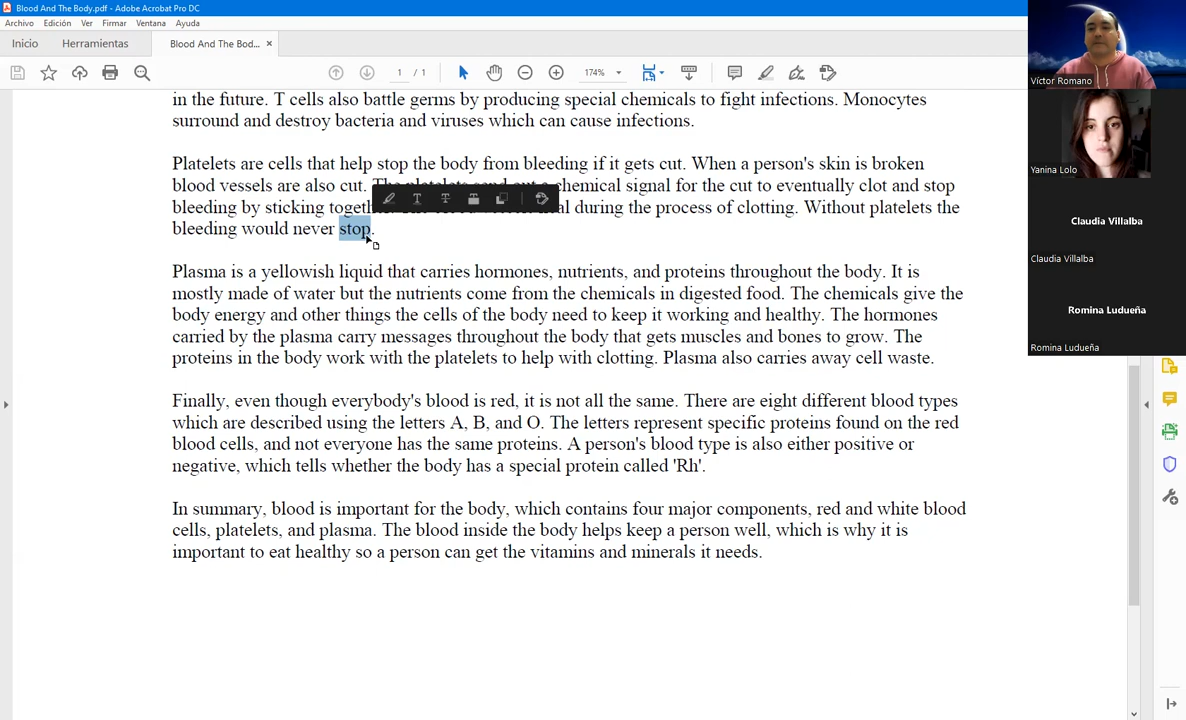 Blood And The Body.pdf - Adobe Acrobat Pro DC
Archivo Edición Ver Firmar Ventana Ayuda
Inicio Herramientas Blood And The Bod... ×
1 / 1 174%
in the future. T cells also battle germs by producing special chemicals to fight infections. Monocytes
surround and destroy bacteria and viruses which can cause infections.
Platelets are cells that help stop the body from bleeding if it gets cut. When a person's skin is broken
blood vessels are also cut. The platelets send out a chemical signal for the cut to eventually clot and stop
bleeding by sticking together during the process of clotting. Without platelets the
bleeding would never stop.
Plasma is a yellowish liquid that carries hormones, nutrients, and proteins throughout the body. It is
mostly made of water but the nutrients come from the chemicals in digested food. The chemicals give the
body energy and other things the cells of the body need to keep it working and healthy. The hormones
carried by the plasma carry messages throughout the body that gets muscles and bones to grow. The
proteins in the body work with the platelets to help with clotting. Plasma also carries away cell waste.
Finally, even though everybody's blood is red, it is not all the same. There are eight different blood types
which are described using the letters A, B, and O. The letters represent specific proteins found on the red
blood cells, and not everyone has the same proteins. A person's blood type is also either positive or
negative, which tells whether the body has a special protein called 'Rh'.
In summary, blood is important for the body, which contains four major components, red and white blood
cells, platelets, and plasma. The blood inside the body helps keep a person well, which is why it is
important to eat healthy so a person can get the vitamins and minerals it needs.
Víctor Romano
Yanina Lolo
Claudia Villalba
Claudia Villalba
Romina Ludueña
Romina Ludueña